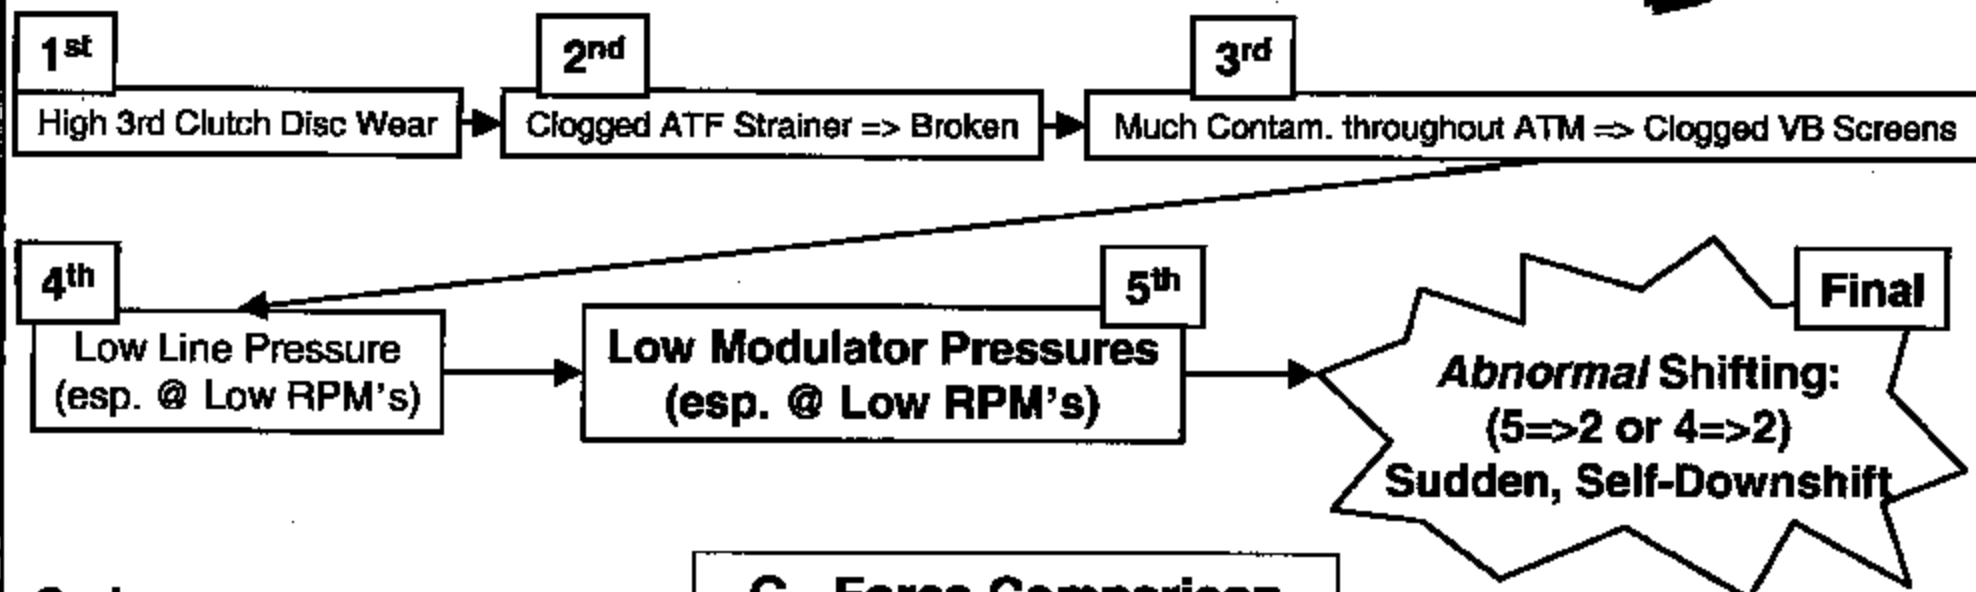 1st
High 3rd Clutch Disc Wear
2nd
Clogged ATF Strainer => Broken
3rd
Much Contam. throughout ATM => Clogged VB Screens
4th
Low Line Pressure
(esp. @ Low RPM's)
5th
Low Modulator Pressures
(esp. @ Low RPM's)
Final
Abnormal Shifting:
(5=>2 or 4=>2)
Sudden, Self-Downshift
Force Comparison